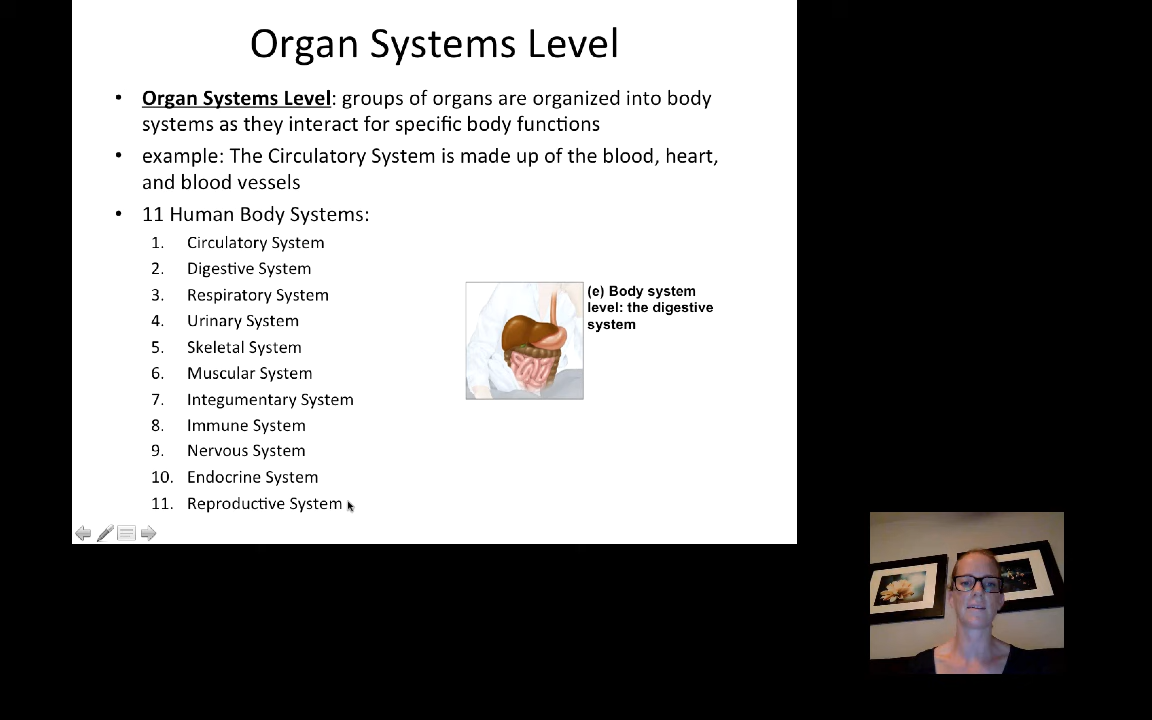 Organ Systems Level
• Organ Systems Level: groups of organs are organized into body
systems as they interact for specific body functions
• example: The Circulatory System is made up of the blood, heart,
and blood vessels
• 11 Human Body Systems:
1. Circulatory System
2. Digestive System
3. Respiratory System
4. Urinary System
5. Skeletal System
6. Muscular System
7. Integumentary System
8. Immune System
9. Nervous System
10. Endocrine System
11. Reproductive System
(e) Body system
level: the digestive
system